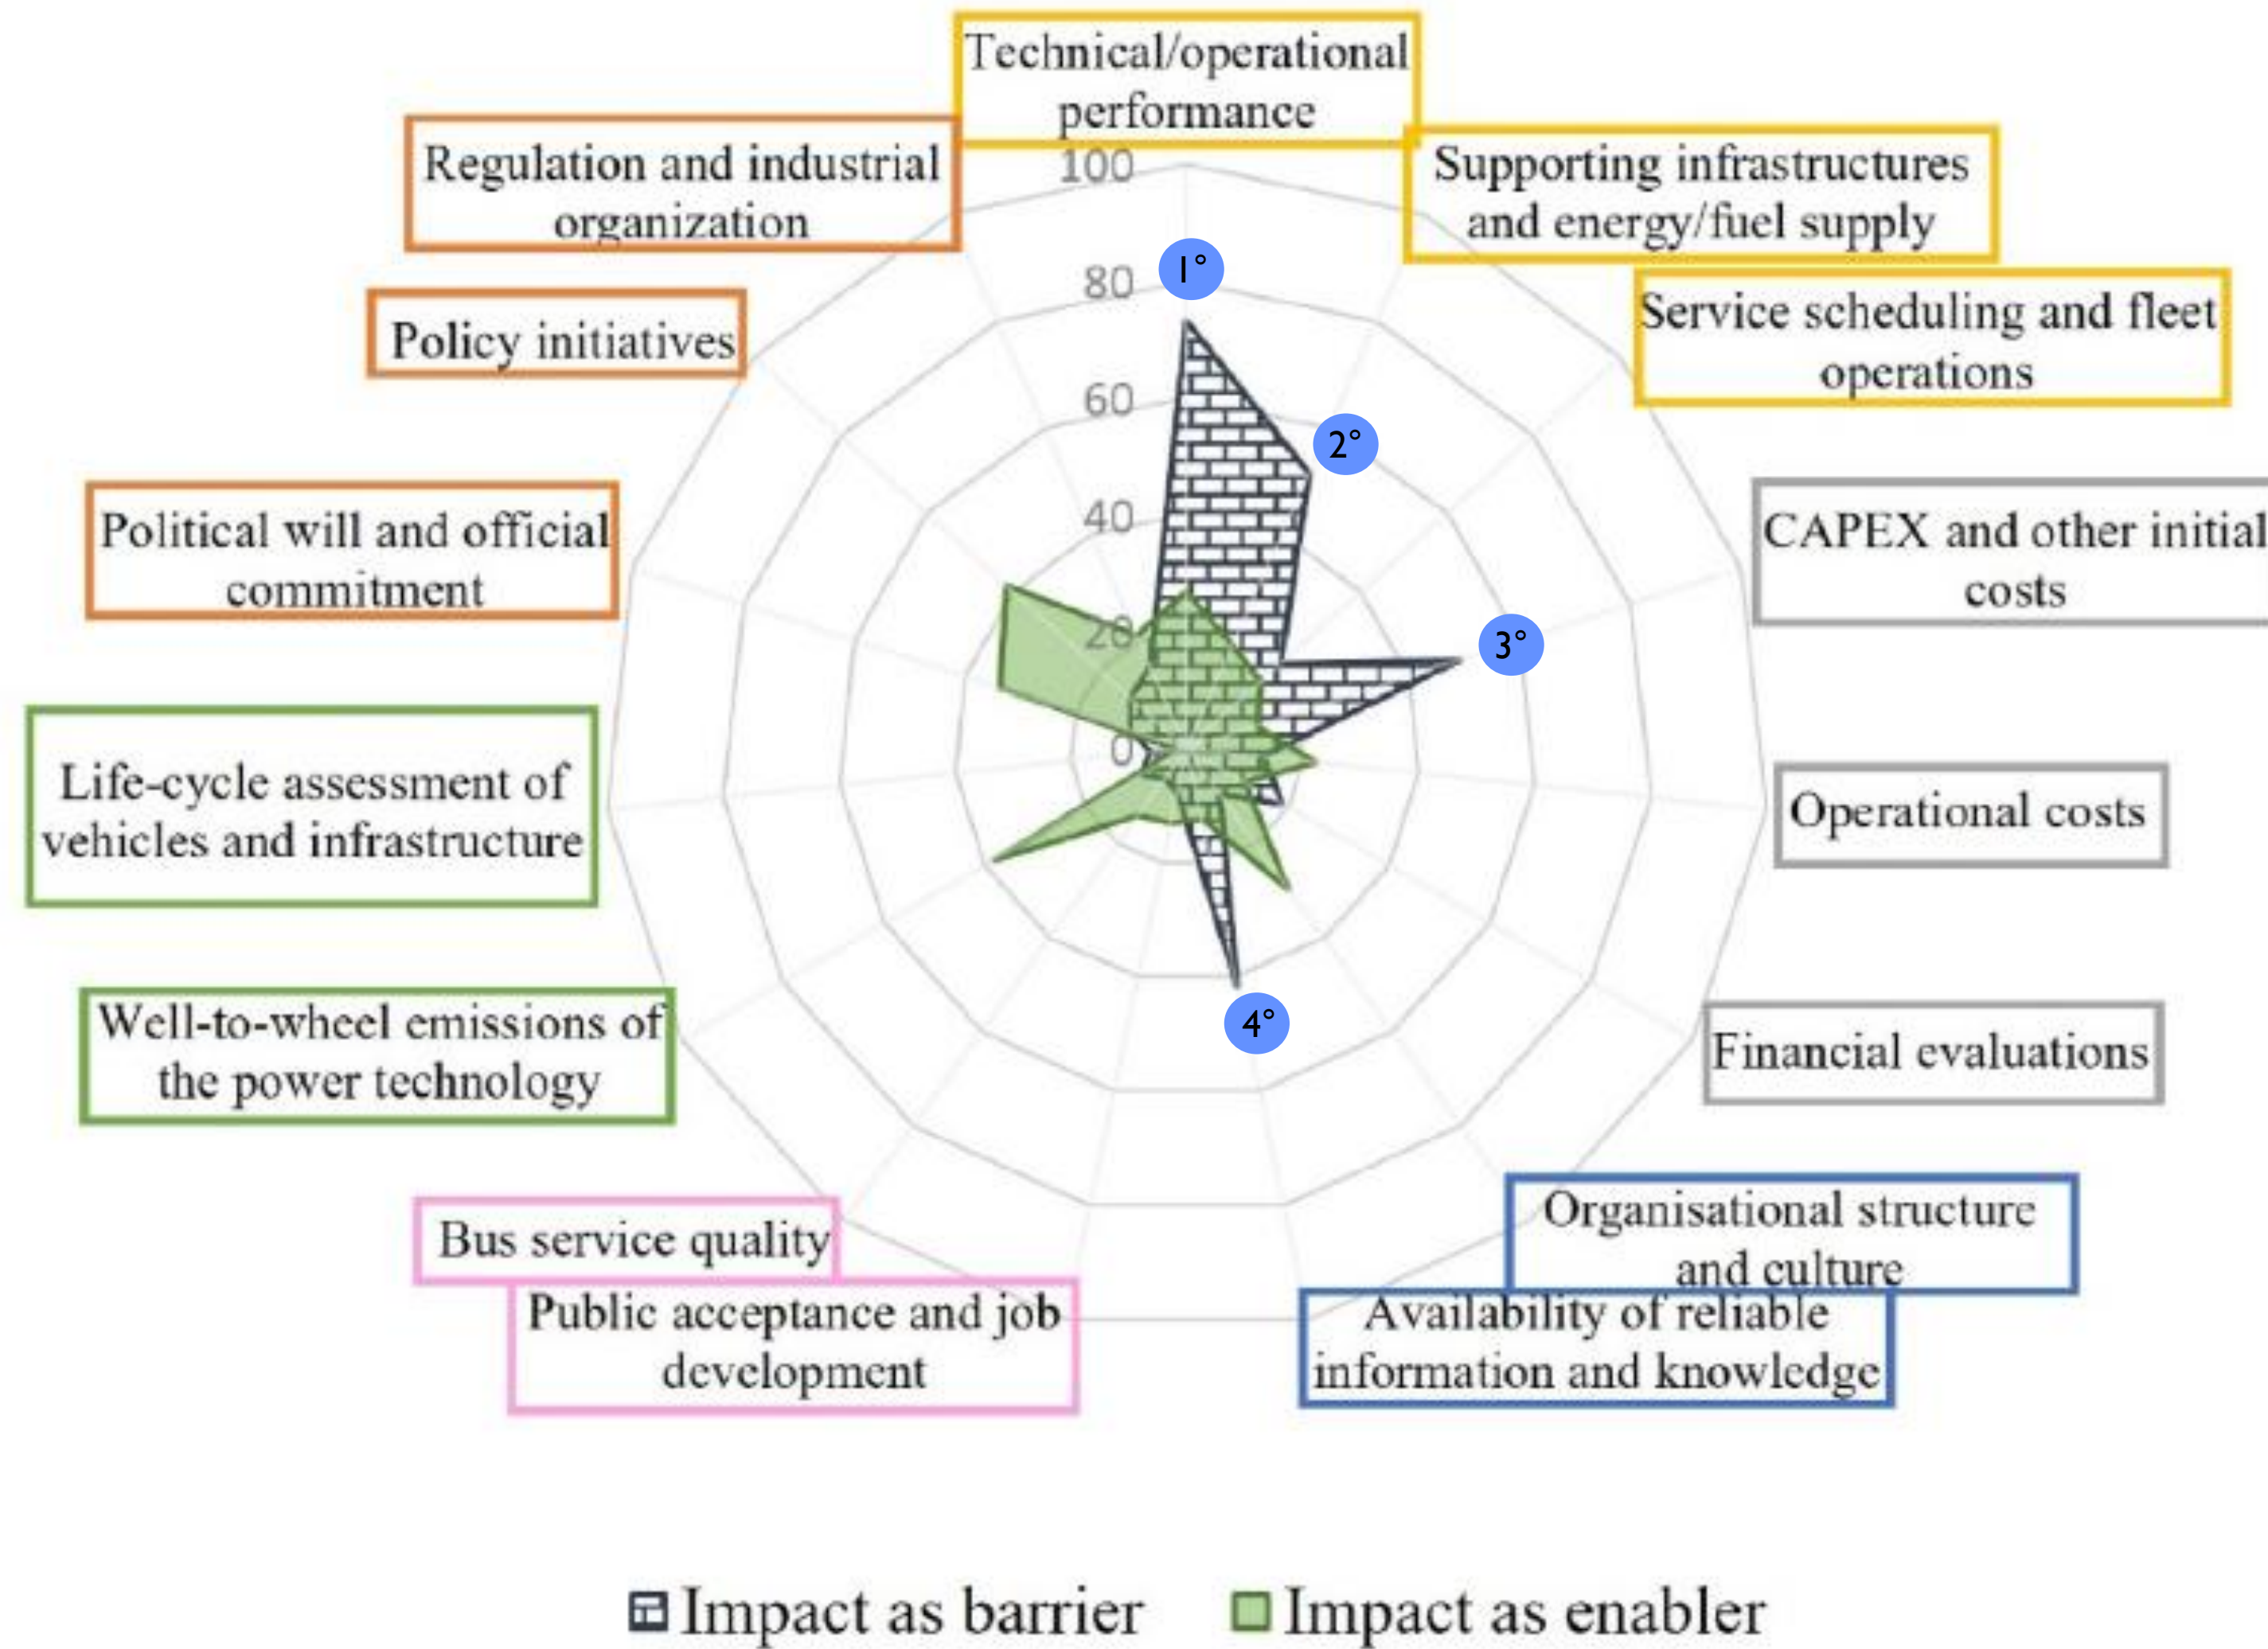 Technical/operational
performance
Supporting infrastructures
and energy/fuel supply
Service scheduling and fleet
operations
CAPEX and other initial
costs
Operational costs
Financial evaluations
Organisational structure
and culture
Availability of reliable
information and knowledge
Public acceptance and job
development
Bus service quality
Well-to-wheel emissions of
the power technology
Life-cycle assessment of
vehicles and infrastructure
Political will and official
commitment
Policy initiatives
Regulation and industrial
organization
100
80
60
40
20
0
1°
2°
3°
4°
Impact as barrier
Impact as enabler